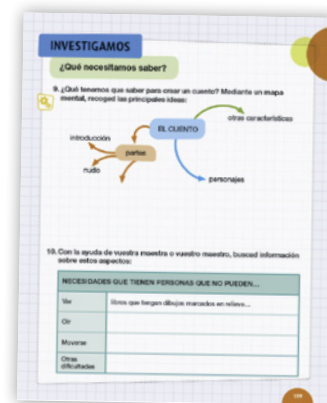 INVESTIGAMOS
¿Qué necesitamos saber?
9. ¿Qué tenemos que saber para crear un cuento? Mediante un mapa
mental, recoged las principales ideas:
EL CUENTO
otras características
introducción
partes
nudo
personajes
10. Con la ayuda de vuestra maestra o vuestro maestro, buscad información
sobre estos aspectos:
NECESIDADES QUE TIENEN PERSONAS QUE NO PUEDEN...
Ver
libros que tengan dibujos marcados en relieve...
Oír
Moverse
Otras
dificultades